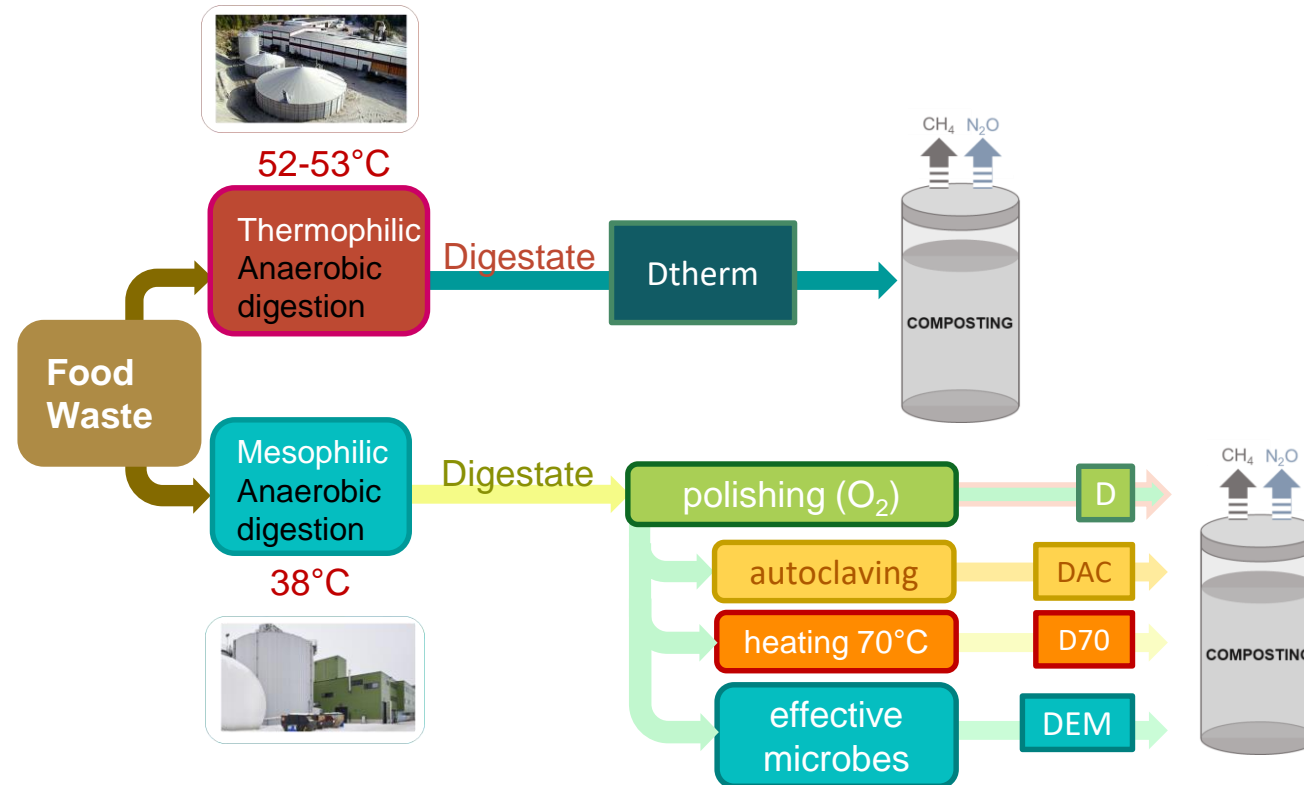 52-53°C
Thermophilic
Anaerobic
digestion
Digestate
Dtherm
CH₄ N₂O
COMPOSTING
Food
Waste
Mesophilic
Anaerobic
digestion
38°C
Digestate
polishing (O₂)
D
autoclaving
DAC
heating 70°C
D70
effective
microbes
DEM
CH₄ N₂O
COMPOSTING